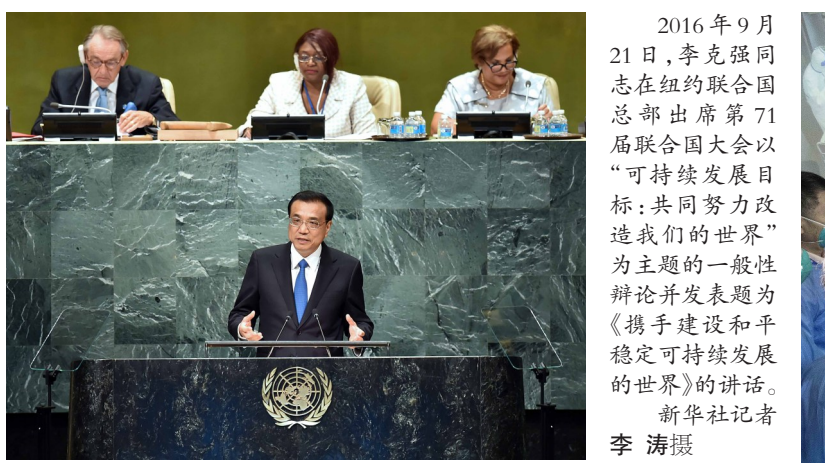 2016年9月
21日,李克强同
志在纽约联合国
总部出席第71
届联合国大会以
“可持续发展目
标:共同努力改
造我们的世界”
为主题的一般性
辩论并发表题为
《携手建设和平
稳定可持续发展
的世界》的讲话。
新华社记者
李 涛摄